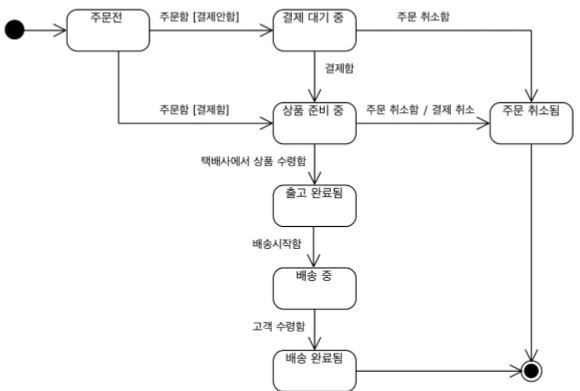 주문전
주문함 [결제안함]
결제 대기 중
주문 취소함
결제함
주문함 [결제함]
상품 준비 중
주문 취소함 / 결제 취소
주문 취소됨
택배사에서 상품 수령함
출고 완료됨
배송시작함
배송 중
고객 수령함
배송 완료됨